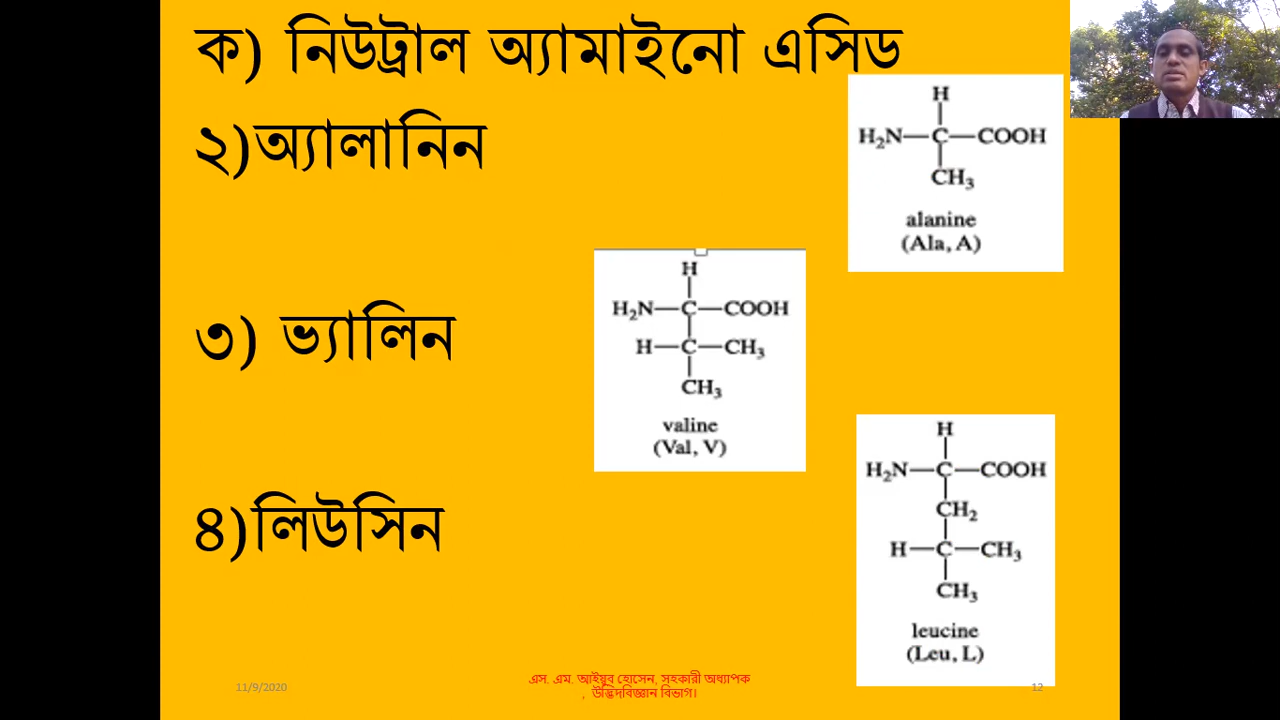 ক) নিউট্রাল অ্যামাইনো এসিড
২)অ্যালানিন
H
H₂N—C—COOH
CH₃
alanine
(Ala, A)
৩) ভ্যালিন
H
H₂N—C—COOH
H—C—CH₃
CH₃
valine
(Val, V)
৪)লিউসিন
H
H₂N—C—COOH
CH₂
H—C—CH₃
CH₃
leucine
(Leu, L)
11/9/2020
এস. এম. আইয়ুব হোসেন, সহকারী অধ্যাপক
, উদ্ভিদবিজ্ঞান বিভাগ।
12